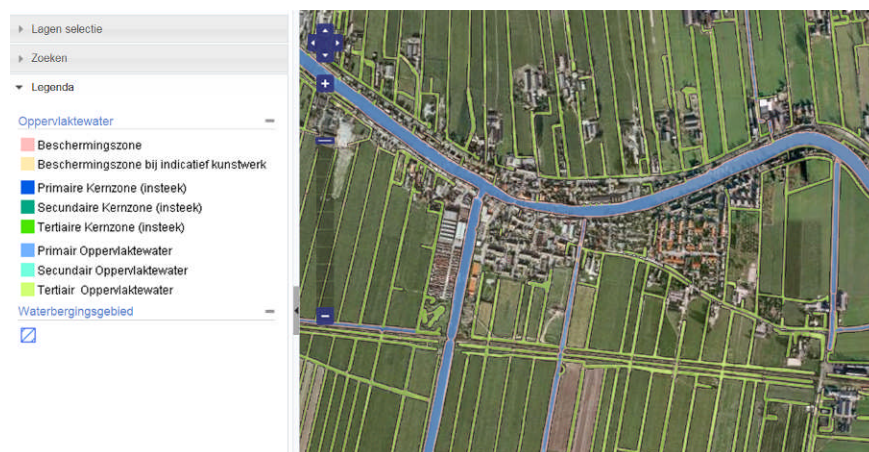 Lagen selectie
Zoeken
Legenda
Oppervlaktewater
Beschermingszone
Beschermingszone bij indicatief kunstwerk
Primaire Kernzone (insteek)
Secundaire Kernzone (insteek)
Tertiaire Kernzone (insteek)
Primair Oppervlaktewater
Secundair Oppervlaktewater
Tertiair Oppervlaktewater
Waterbergingsgebied